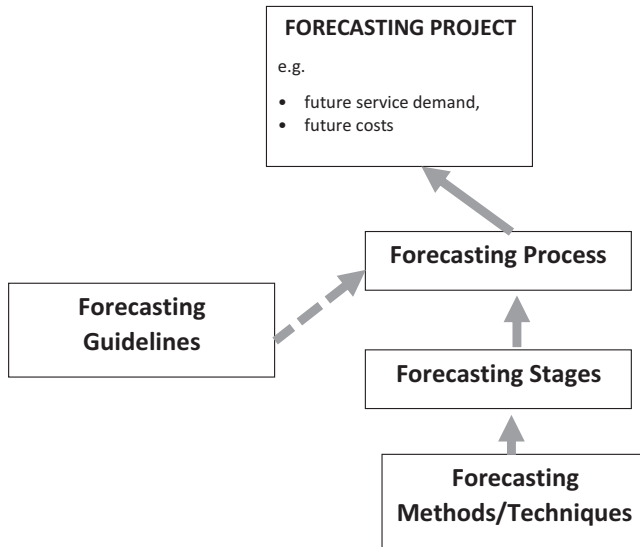 FORECASTING PROJECT
e.g.
• future service demand,
• future costs
Forecasting Process
Forecasting
Guidelines
Forecasting Stages
Forecasting
Methods/Techniques